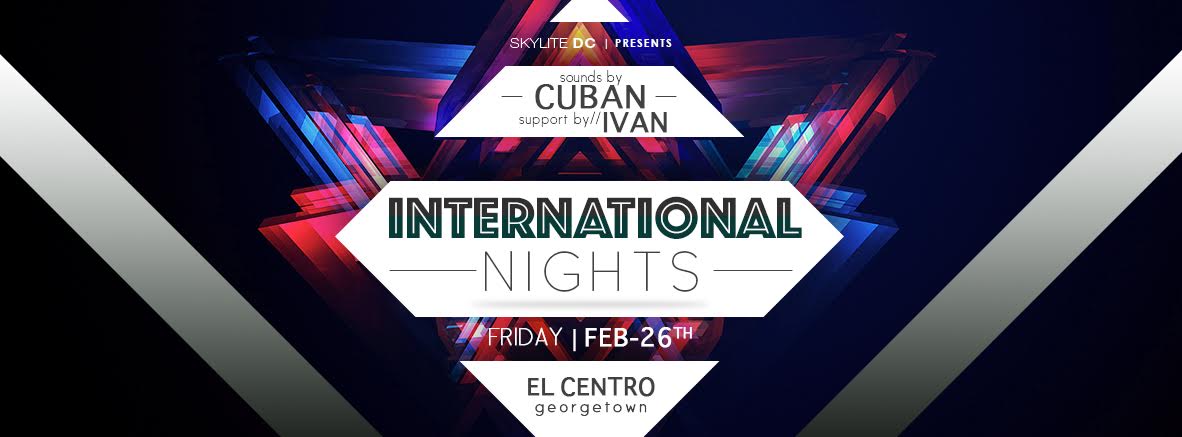 SKYLITE DC | PRESENTS
sounds by
CUBAN
support by//IVAN
INTERNATIONAL
NIGHTS
FRIDAY | FEB-26TH
EL CENTRO
georgetown